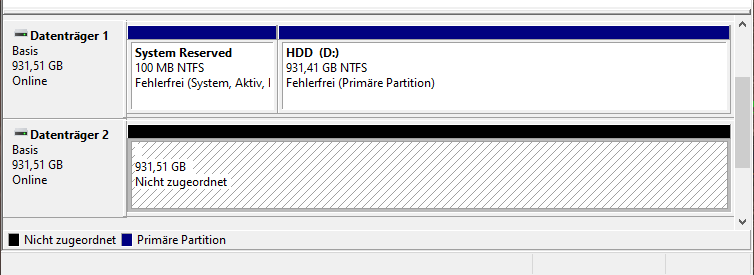 Datenträger 1
Basis
931,51 GB
Online
System Reserved
100 MB NTFS
Fehlerfrei (System, Aktiv, I
HDD (D:)
931,41 GB NTFS
Fehlerfrei (Primäre Partition)
Datenträger 2
Basis
931,51 GB
Online
931,51 GB
Nicht zugeordnet
Nicht zugeordnet Primäre Partition